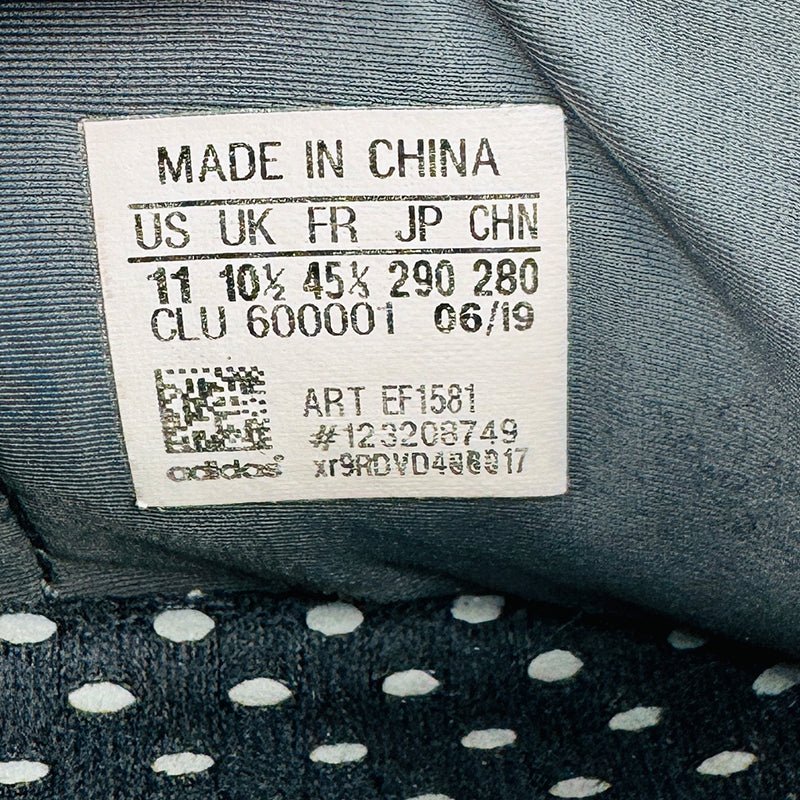 MADE IN CHINA
US UK FR JP CHN
11 10½ 45⅓ 290 280
CLU 600001 06/19
ART EF1581
#123208749
adidas